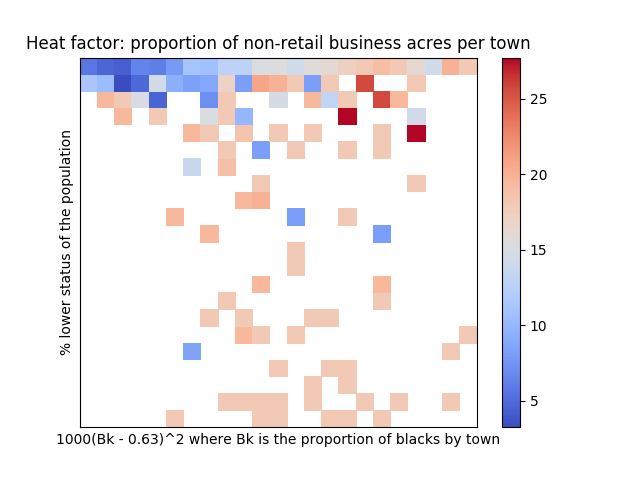 Heat factor: proportion of non-retail business acres per town
% lower status of the population
25
20
15
10
5
1000(Bk - 0.63)^2 where Bk is the proportion of blacks by town